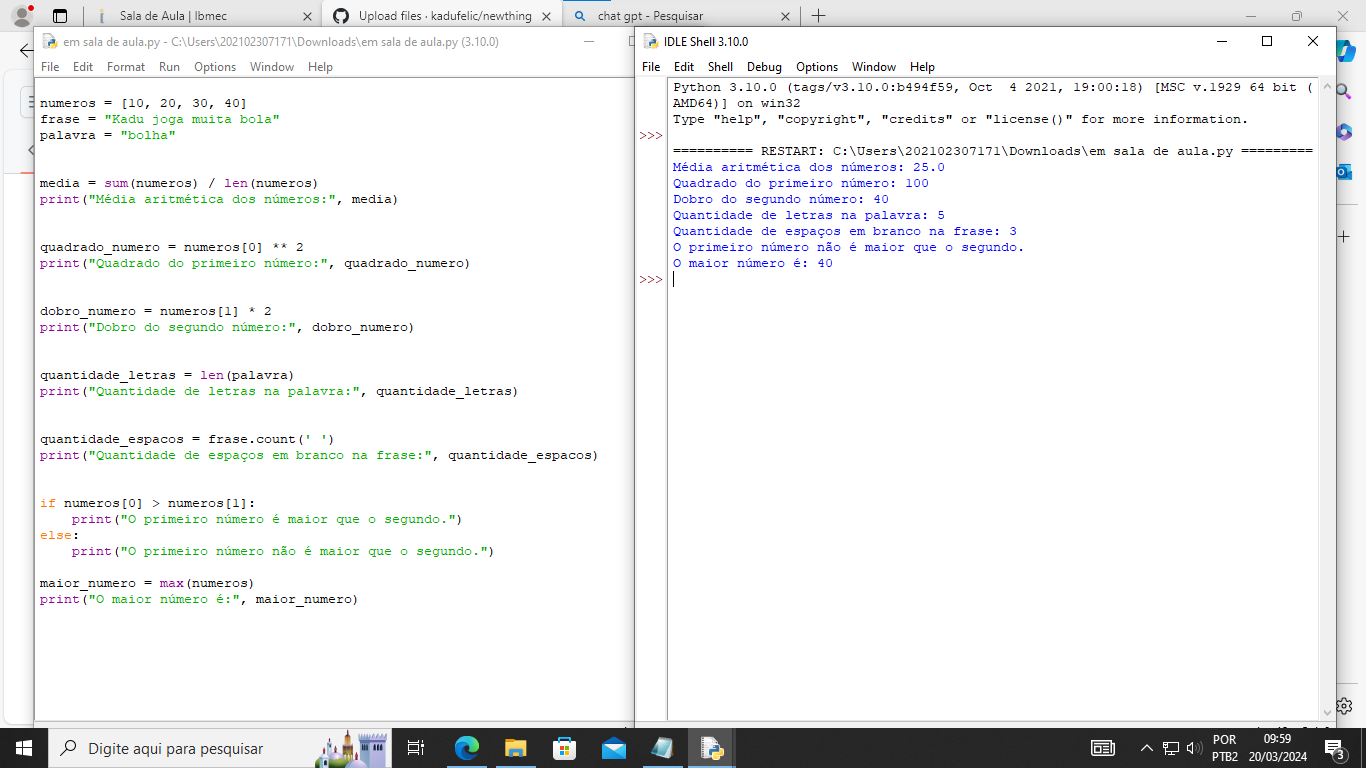 Sala de Aula | Ibmec
Upload files · kadufelic/newthing
chat gpt - Pesquisar
em sala de aula.py - C:\Users\202102307171\Downloads\em sala de aula.py (3.10.0)
File Edit Format Run Options Window Help
numeros = [10, 20, 30, 40]
frase = "Kadu joga muita bola"
palavra = "bolha"
media = sum(numeros) / len(numeros)
print("Média aritmética dos números:", media)
quadrado_numero = numeros[0] ** 2
print("Quadrado do primeiro número:", quadrado_numero)
dobro_numero = numeros[1] * 2
print("Dobro do segundo número:", dobro_numero)
quantidade_letras = len(palavra)
print("Quantidade de letras na palavra:", quantidade_letras)
quantidade_espacos = frase.count(' ')
print("Quantidade de espaços em branco na frase:", quantidade_espacos)
if numeros[0] > numeros[1]:
    print("O primeiro número é maior que o segundo.")
else:
    print("O primeiro número não é maior que o segundo.")
maior_numero = max(numeros)
print("O maior número é:", maior_numero)
IDLE Shell 3.10.0
File Edit Shell Debug Options Window Help
Python 3.10.0 (tags/v3.10.0:b494f59, Oct  4 2021, 19:00:18) [MSC v.1929 64 bit (
AMD64)] on win32
Type "help", "copyright", "credits" or "license()" for more information.
>>>
========== RESTART: C:\Users\202102307171\Downloads\em sala de aula.py =========
Média aritmética dos números: 25.0
Quadrado do primeiro número: 100
Dobro do segundo número: 40
Quantidade de letras na palavra: 5
Quantidade de espaços em branco na frase: 3
O primeiro número não é maior que o segundo.
O maior número é: 40
>>>
Digite aqui para pesquisar
POR
PTB2
09:59
20/03/2024
3